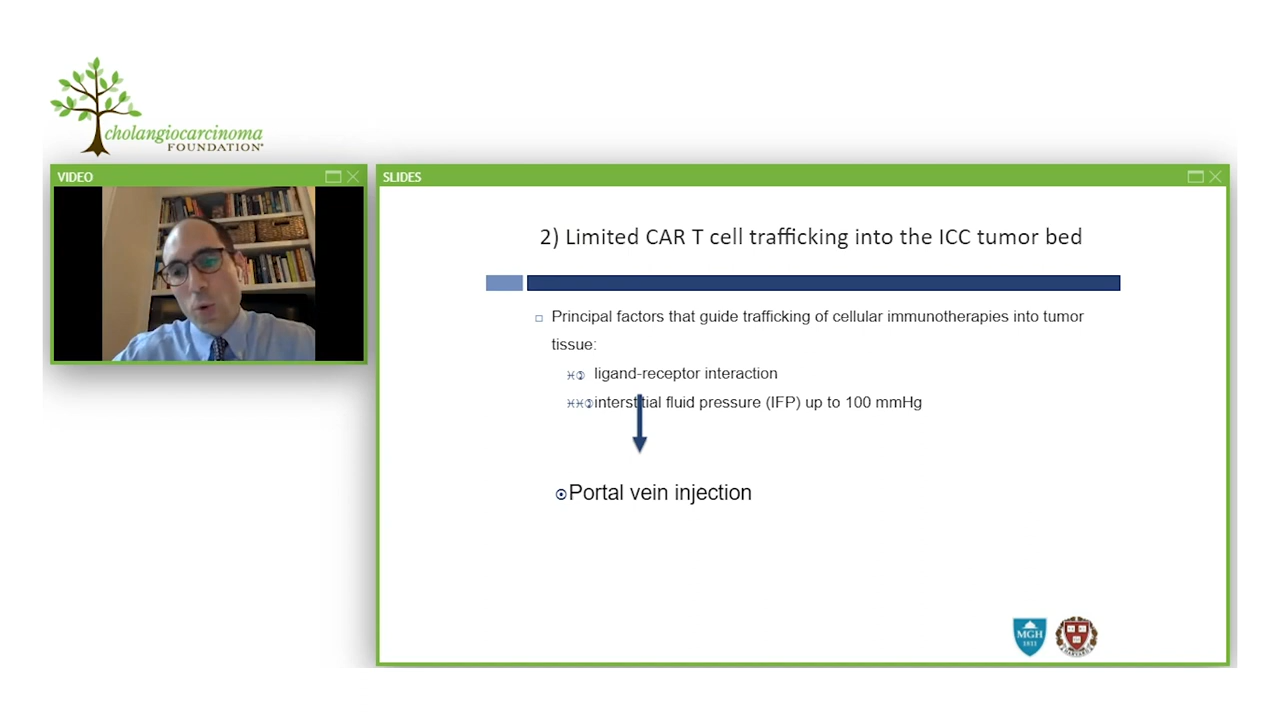 cholangiocarcinoma
FOUNDATION
VIDEO
SLIDES
2) Limited CAR T cell trafficking into the ICC tumor bed
Principal factors that guide trafficking of cellular immunotherapies into tumor
tissue:
ligand-receptor interaction
interstitial fluid pressure (IFP) up to 100 mmHg
Portal vein injection
MGH
1811